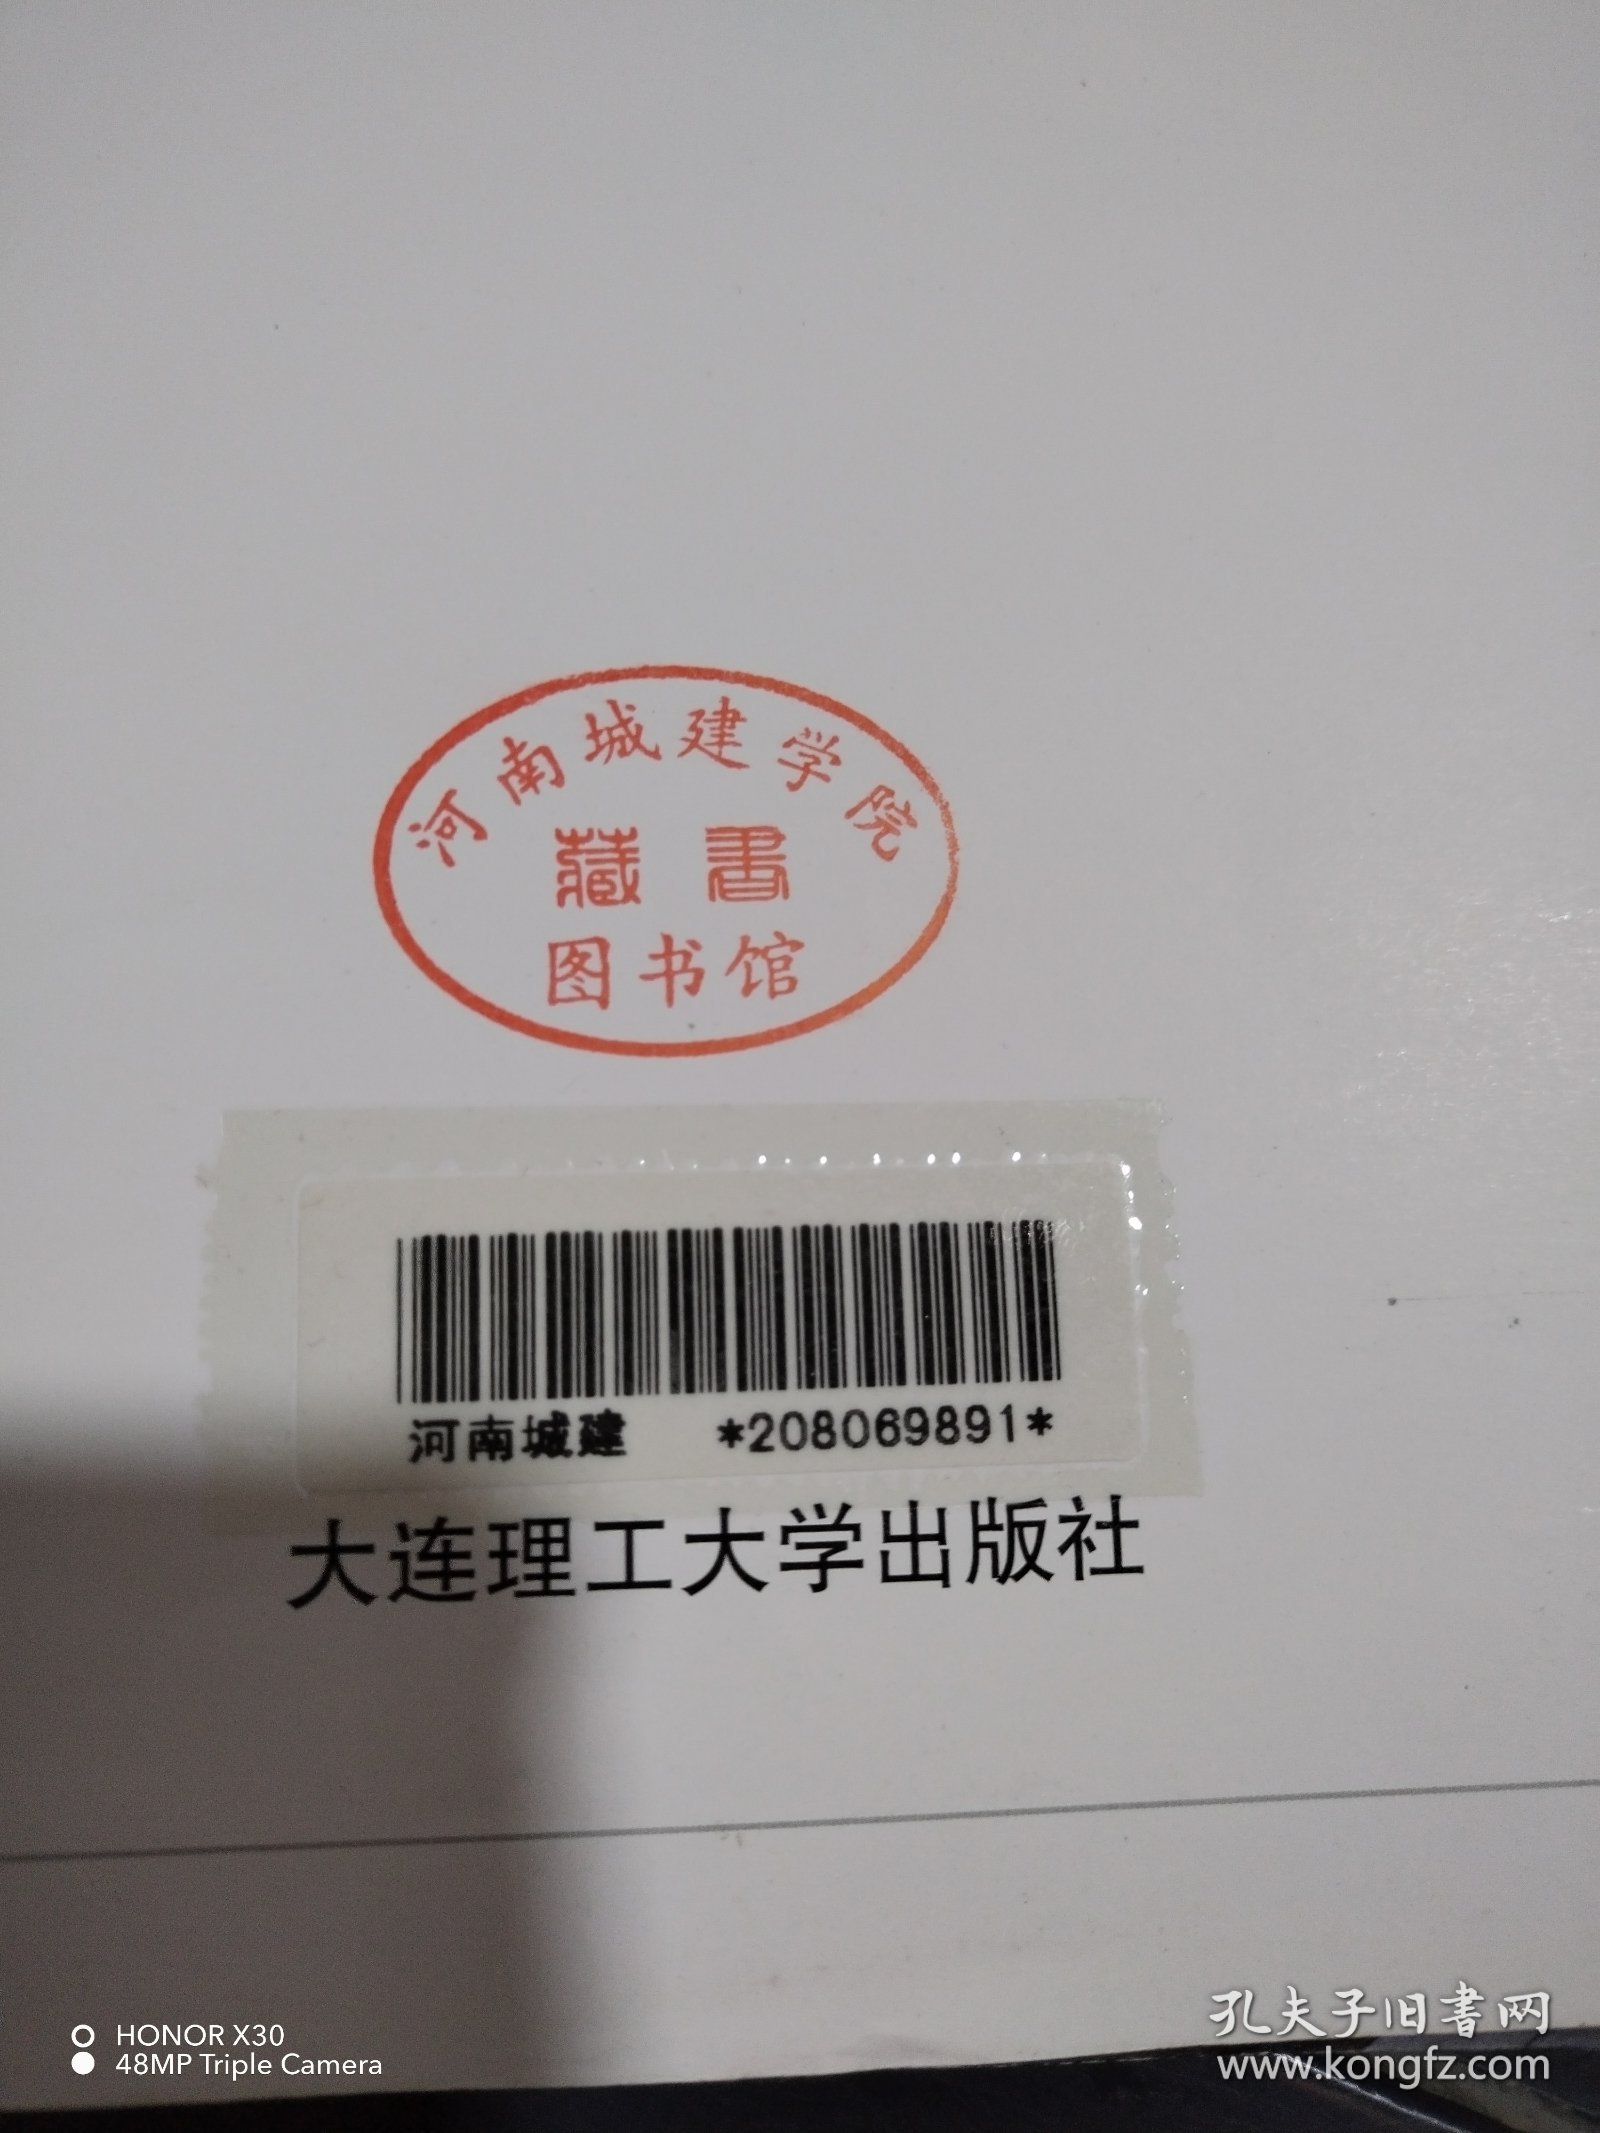 河南城建学院
藏書
图书馆
河南城建 *208069891*
大连理工大学出版社
HONOR X30
48MP Triple Camera
孔夫子旧書网
www.kongfz.com